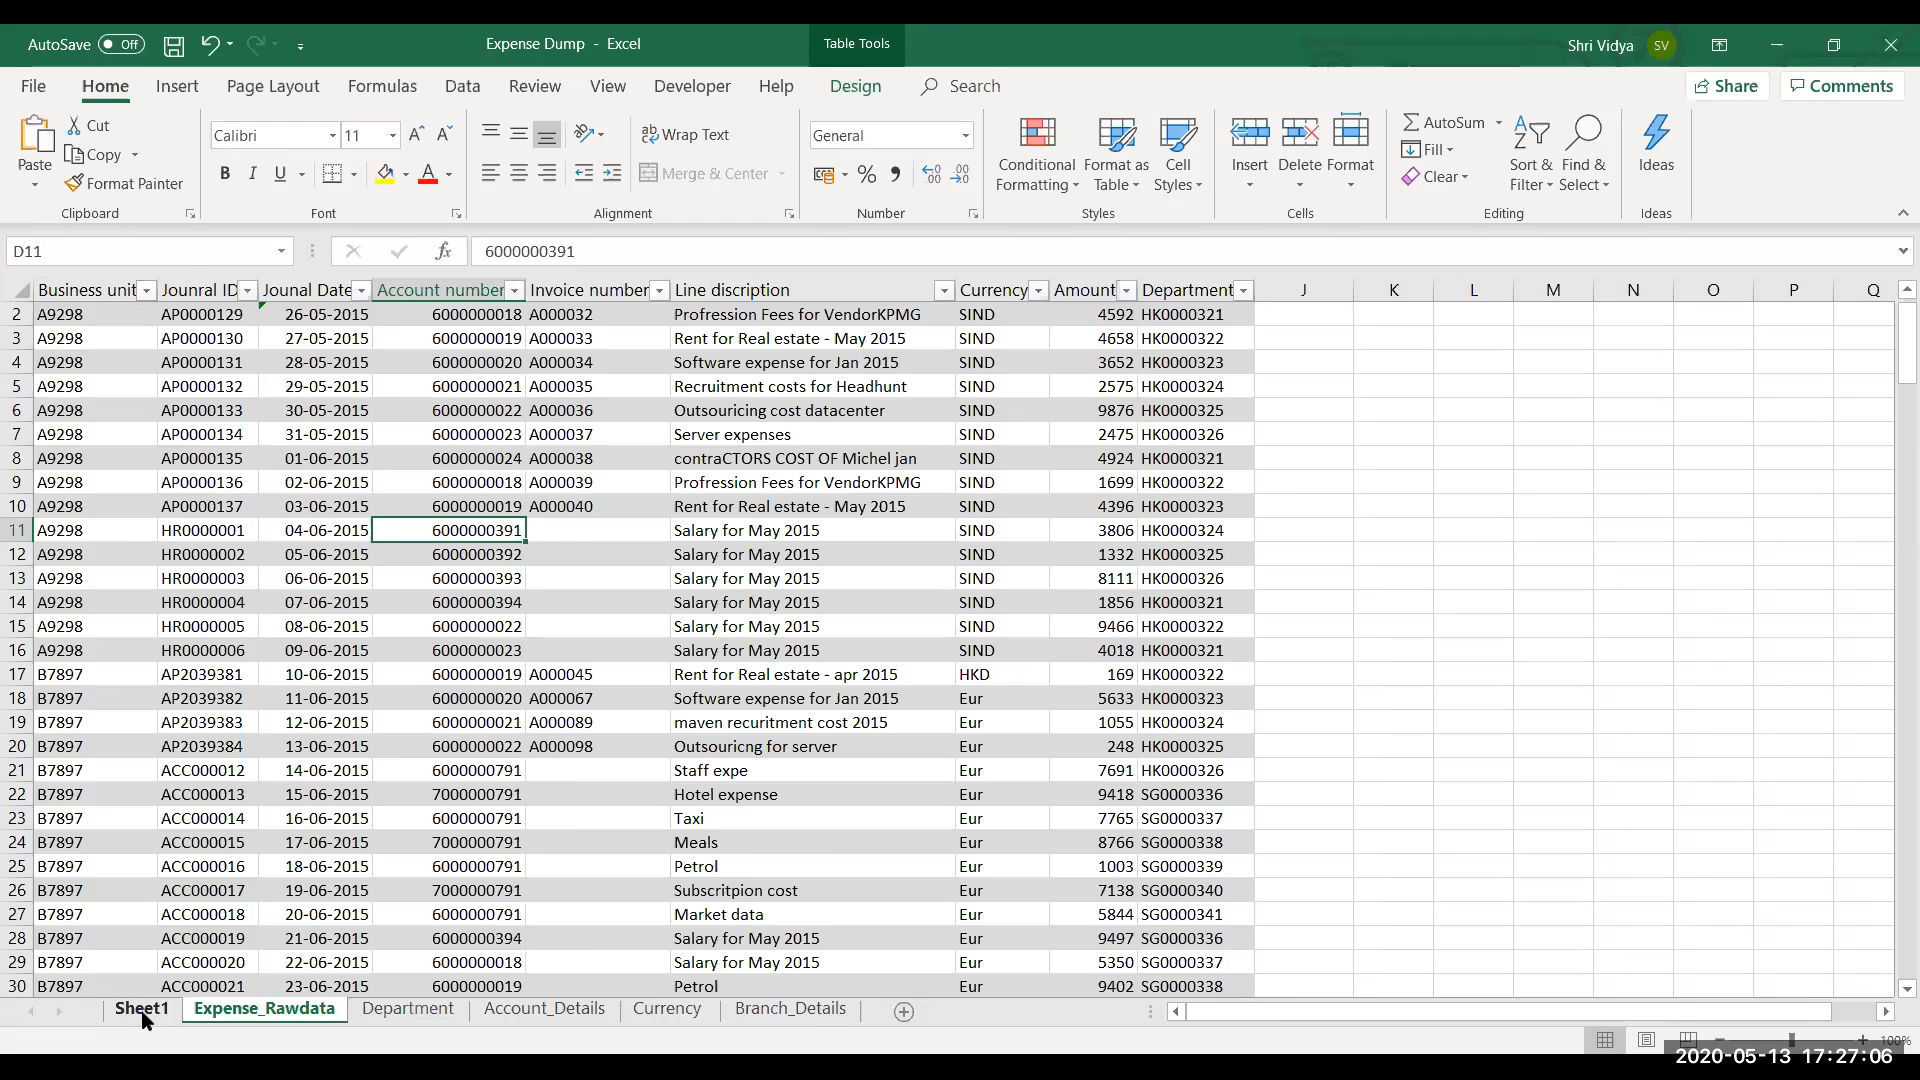 AutoSave Off Expense Dump - Excel Table Tools Shri Vidya SV
File Home Insert Page Layout Formulas Data Review View Developer Help Design Search Share Comments
Paste Cut Copy Format Painter Clipboard
Calibri 11 B I U A Font
Wrap Text Merge & Center Alignment
General % Number
Conditional Formatting Format as Table Cell Styles Styles
Insert Delete Format Cells
AutoSum Fill Clear Sort & Filter Find & Select Editing
Ideas Ideas
D11 fx 6000000391
Business unit Jounral ID Jounal Date Account number Invoice number Line discription Currency Amount Department J K L M N O P Q
2 A9298 AP0000129 26-05-2015 6000000018 A000032 Profression Fees for VendorKPMG SIND 4592 HK0000321
3 A9298 AP0000130 27-05-2015 6000000019 A000033 Rent for Real estate - May 2015 SIND 4658 HK0000322
4 A9298 AP0000131 28-05-2015 6000000020 A000034 Software expense for Jan 2015 SIND 3652 HK0000323
5 A9298 AP0000132 29-05-2015 6000000021 A000035 Recruitment costs for Headhunt SIND 2575 HK0000324
6 A9298 AP0000133 30-05-2015 6000000022 A000036 Outsouricing cost datacenter SIND 9876 HK0000325
7 A9298 AP0000134 31-05-2015 6000000023 A000037 Server expenses SIND 2475 HK0000326
8 A9298 AP0000135 01-06-2015 6000000024 A000038 contraCTORS COST OF Michel jan SIND 4924 HK0000321
9 A9298 AP0000136 02-06-2015 6000000018 A000039 Profression Fees for VendorKPMG SIND 1699 HK0000322
10 A9298 AP0000137 03-06-2015 6000000019 A000040 Rent for Real estate - May 2015 SIND 4396 HK0000323
11 A9298 HR0000001 04-06-2015 6000000391 Salary for May 2015 SIND 3806 HK0000324
12 A9298 HR0000002 05-06-2015 6000000392 Salary for May 2015 SIND 1332 HK0000325
13 A9298 HR0000003 06-06-2015 6000000393 Salary for May 2015 SIND 8111 HK0000326
14 A9298 HR0000004 07-06-2015 6000000394 Salary for May 2015 SIND 1856 HK0000321
15 A9298 HR0000005 08-06-2015 6000000022 Salary for May 2015 SIND 9466 HK0000322
16 A9298 HR0000006 09-06-2015 6000000023 Salary for May 2015 SIND 4018 HK0000321
17 B7897 AP2039381 10-06-2015 6000000019 A000045 Rent for Real estate - apr 2015 HKD 169 HK0000322
18 B7897 AP2039382 11-06-2015 6000000020 A000067 Software expense for Jan 2015 Eur 5633 HK0000323
19 B7897 AP2039383 12-06-2015 6000000021 A000089 maven recuritment cost 2015 Eur 1055 HK0000324
20 B7897 AP2039384 13-06-2015 6000000022 A000098 Outsouricng for server Eur 248 HK0000325
21 B7897 ACC000012 14-06-2015 6000000791 Staff expe Eur 7691 HK0000326
22 B7897 ACC000013 15-06-2015 7000000791 Hotel expense Eur 9418 SG0000336
23 B7897 ACC000014 16-06-2015 6000000791 Taxi Eur 7765 SG0000337
24 B7897 ACC000015 17-06-2015 7000000791 Meals Eur 8766 SG0000338
25 B7897 ACC000016 18-06-2015 6000000791 Petrol Eur 1003 SG0000339
26 B7897 ACC000017 19-06-2015 7000000791 Subscritpion cost Eur 7138 SG0000340
27 B7897 ACC000018 20-06-2015 6000000791 Market data Eur 5844 SG0000341
28 B7897 ACC000019 21-06-2015 6000000394 Salary for May 2015 Eur 9497 SG0000336
29 B7897 ACC000020 22-06-2015 6000000018 Salary for May 2015 Eur 5350 SG0000337
30 B7897 ACC000021 23-06-2015 6000000019 Petrol Eur 9402 SG0000338
Sheet1 Expense_Rawdata Department Account_Details Currency Branch_Details
100%
2020-05-13 17:27:06